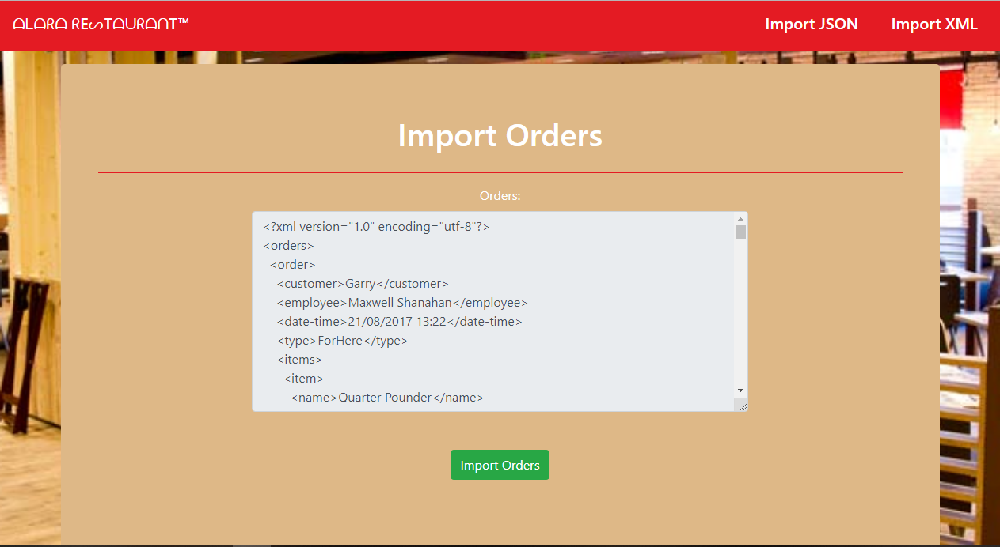 ALARA RESTAURANT™
Import JSON
Import XML
Import Orders
Orders:
<?xml version="1.0" encoding="utf-8"?>
<orders>
  <order>
    <customer>Garry</customer>
    <employee>Maxwell Shanahan</employee>
    <date-time>21/08/2017 13:22</date-time>
    <type>ForHere</type>
    <items>
      <item>
        <name>Quarter Pounder</name>
Import Orders